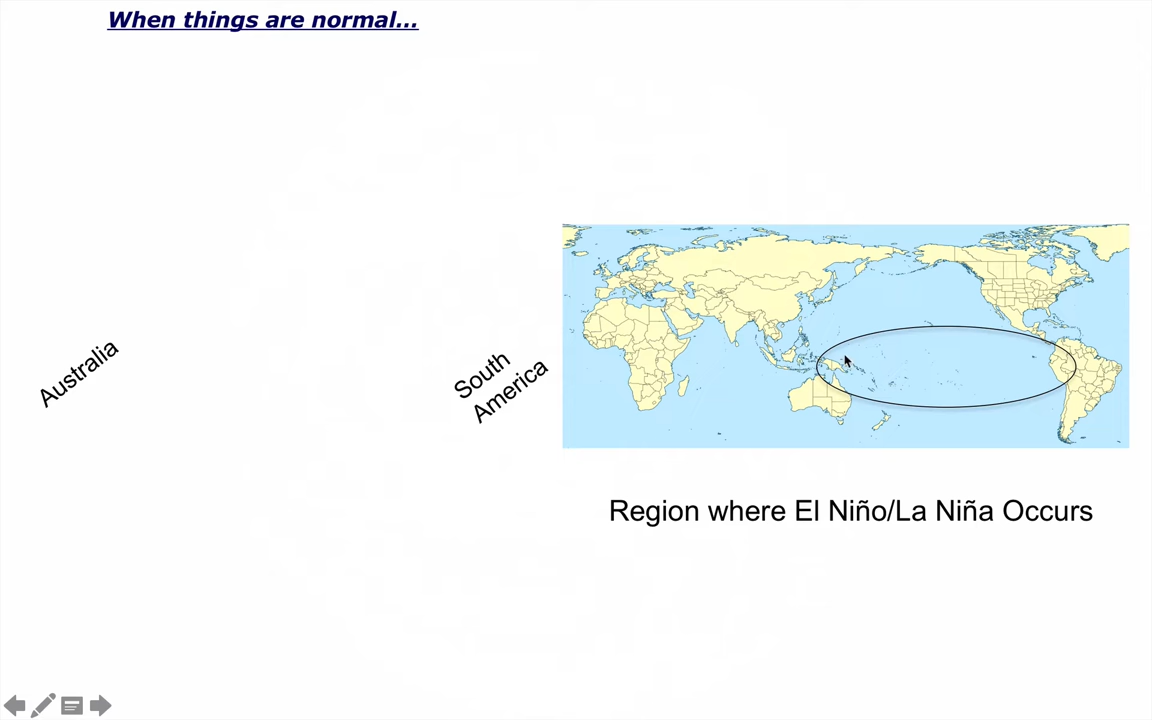 When things are normal...
Australia
South
America
Region where El Niño/La Niña Occurs